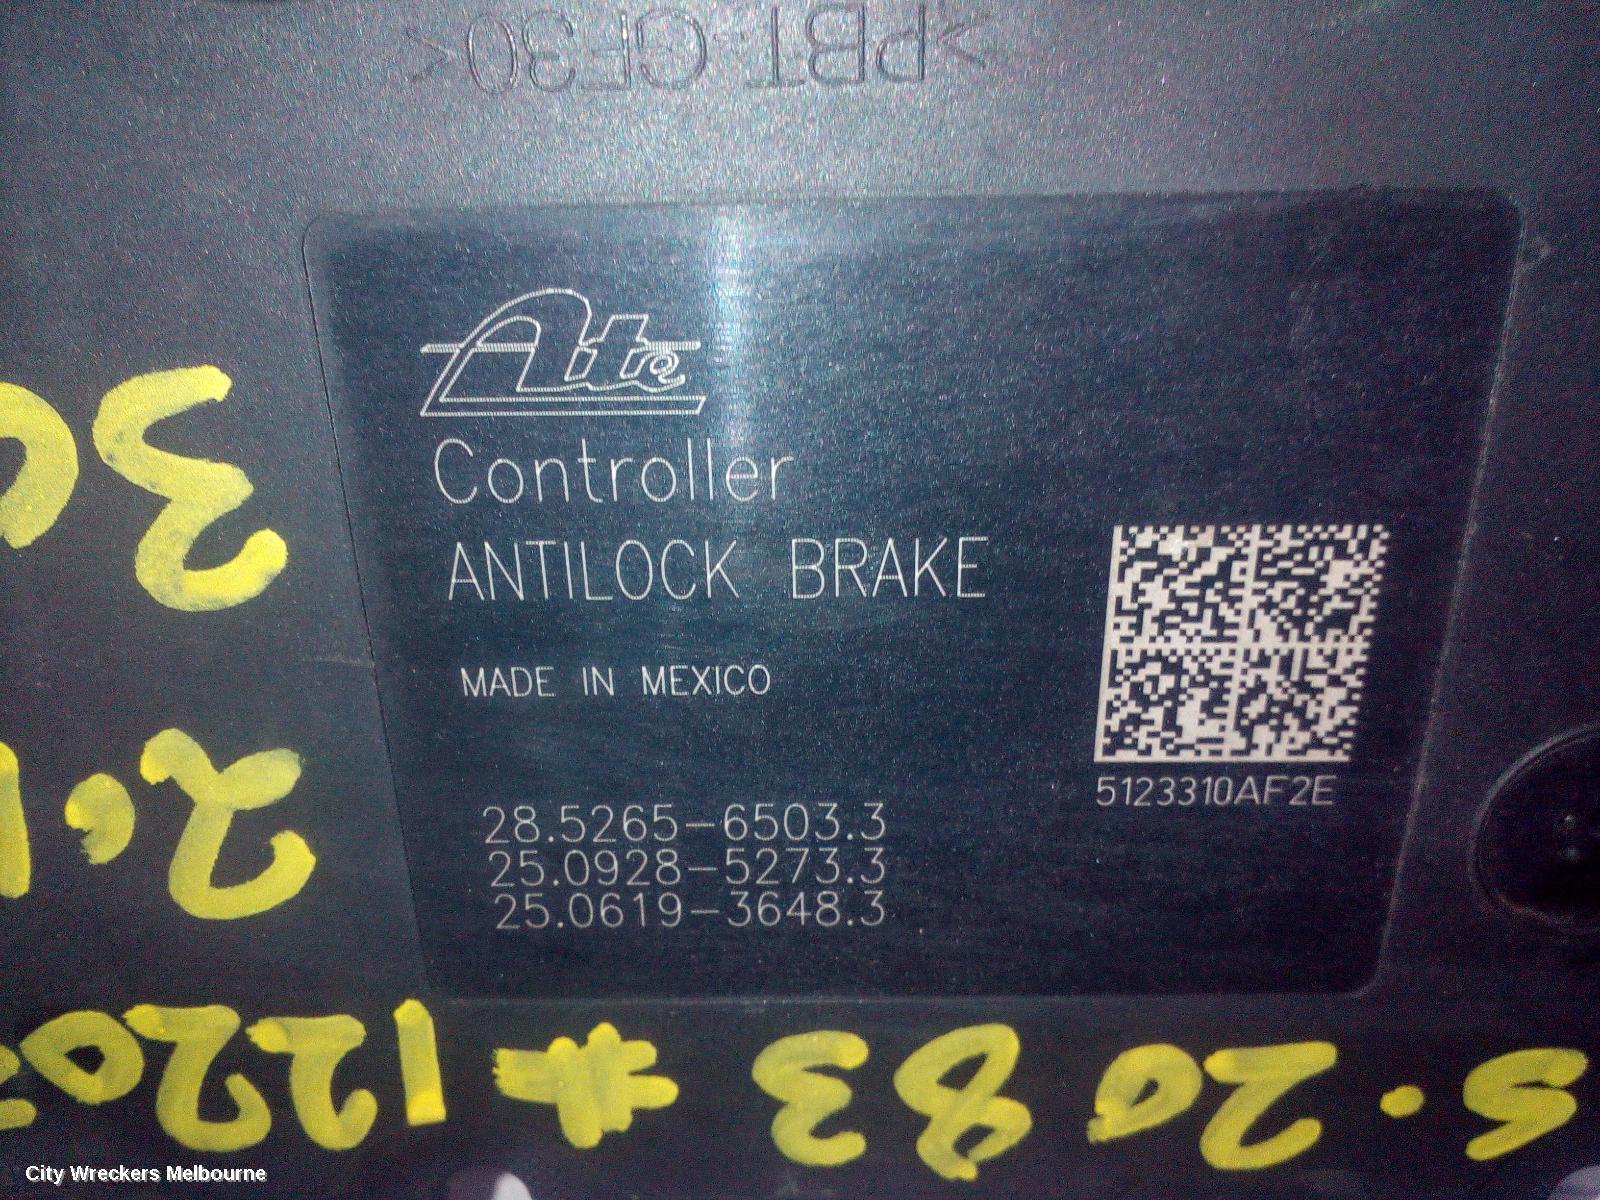 >PBT-GF30<
Ate
Controller
ANTILOCK BRAKE
MADE IN MEXICO
5123310AF2E
28.5265-6503.3
25.0928-5273.3
25.0619-3648.3
City Wreckers Melbourne